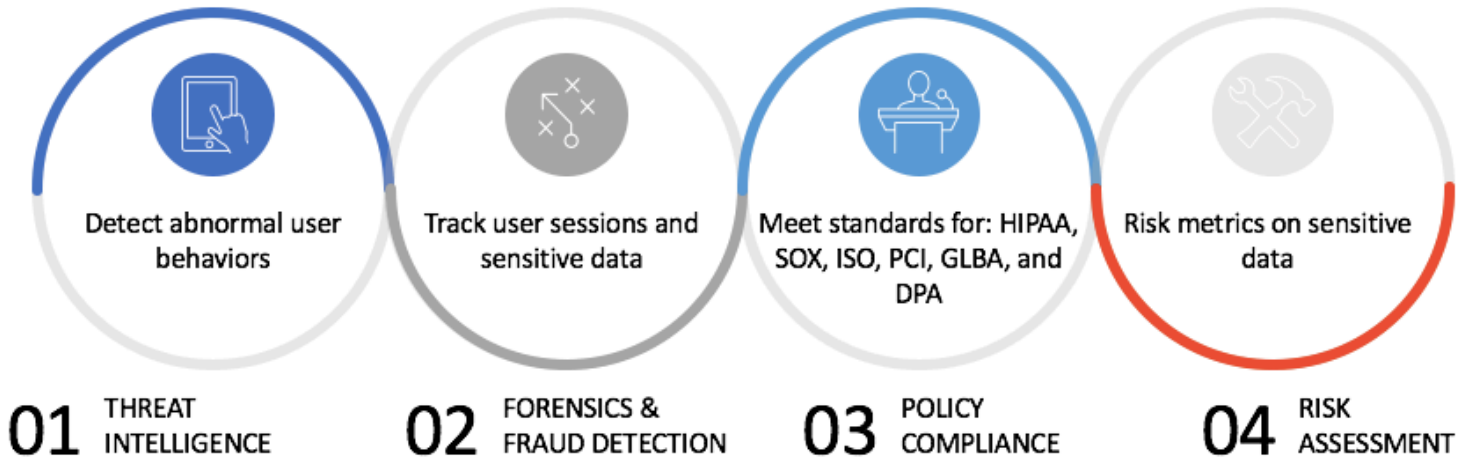 Detect abnormal user
behaviors
Track user sessions and
sensitive data
Meet standards for: HIPAA,
SOX, ISO, PCI, GLBA, and
DPA
Risk metrics on sensitive
data
01 THREAT
INTELLIGENCE
02 FORENSICS &
FRAUD DETECTION
03 POLICY
COMPLIANCE
04 RISK
ASSESSMENT